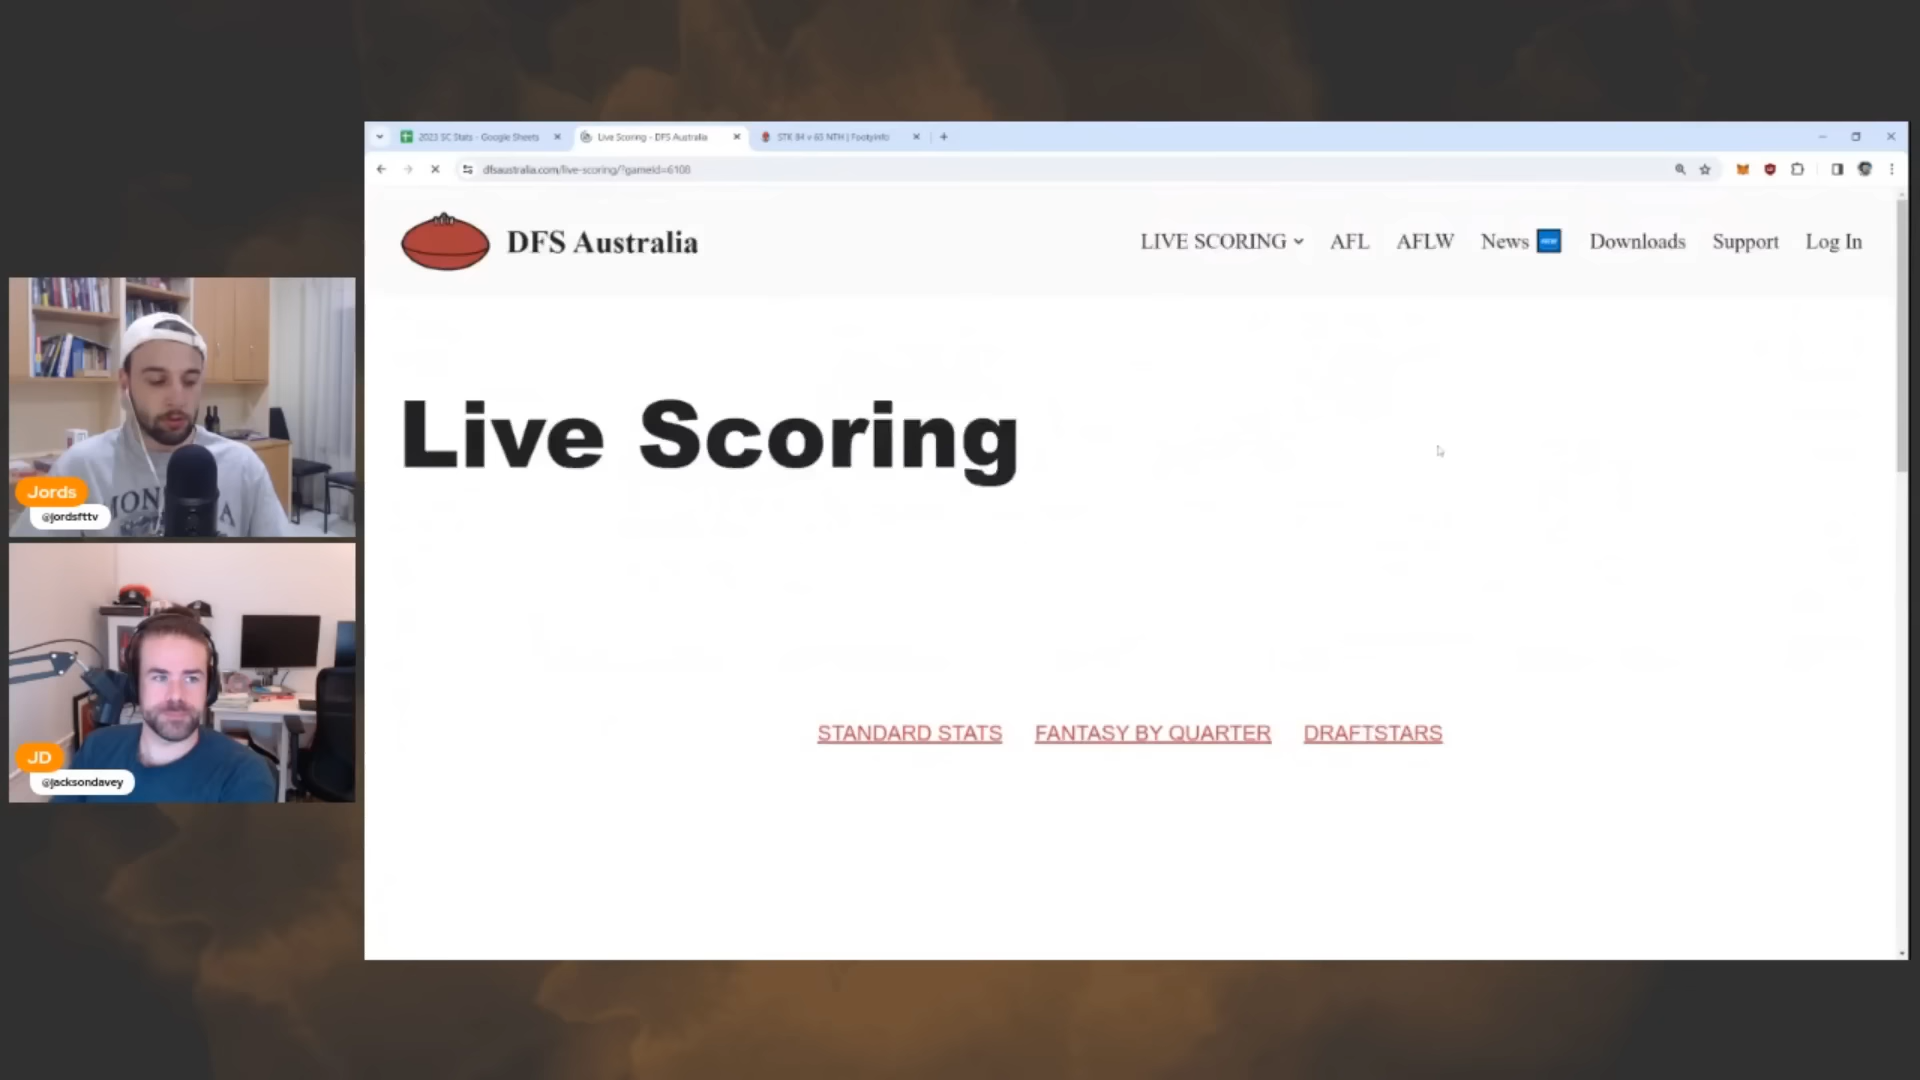 2023 SC Stats - Google Sheets
Live Scoring - DFS Australia
STK 84 v 65 NTH | FootyInfo
dfsaustralia.com/live-scoring/?gameId=6108
DFS Australia
LIVE SCORING
AFL
AFLW
News
Downloads
Support
Log In
Live Scoring
STANDARD STATS
FANTASY BY QUARTER
DRAFTSTARS
Jords
@jordsfttv
JD
@jacksondavey